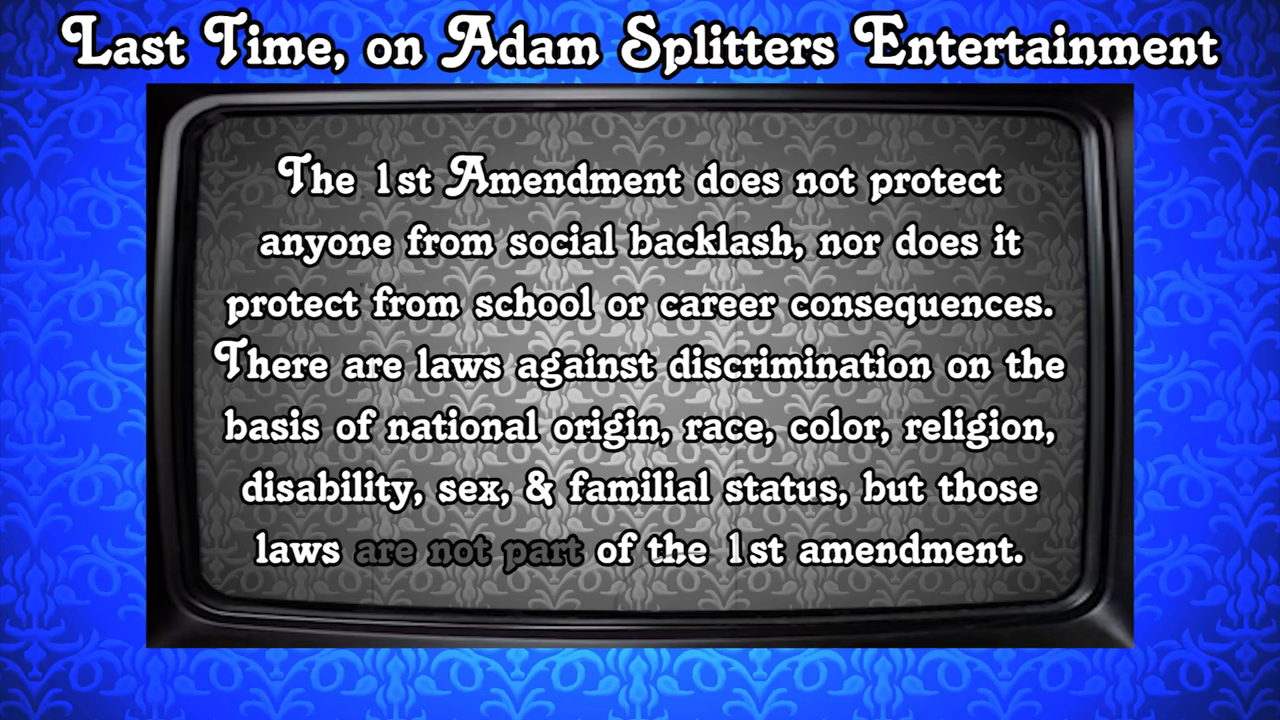 Last Time, on Adam Splitters Entertainment
The 1st Amendment does not protect
anyone from social backlash, nor does it
protect from school or career consequences.
There are laws against discrimination on the
basis of national origin, race, color, religion,
disability, sex, & familial status, but those
laws are not part of the 1st amendment.